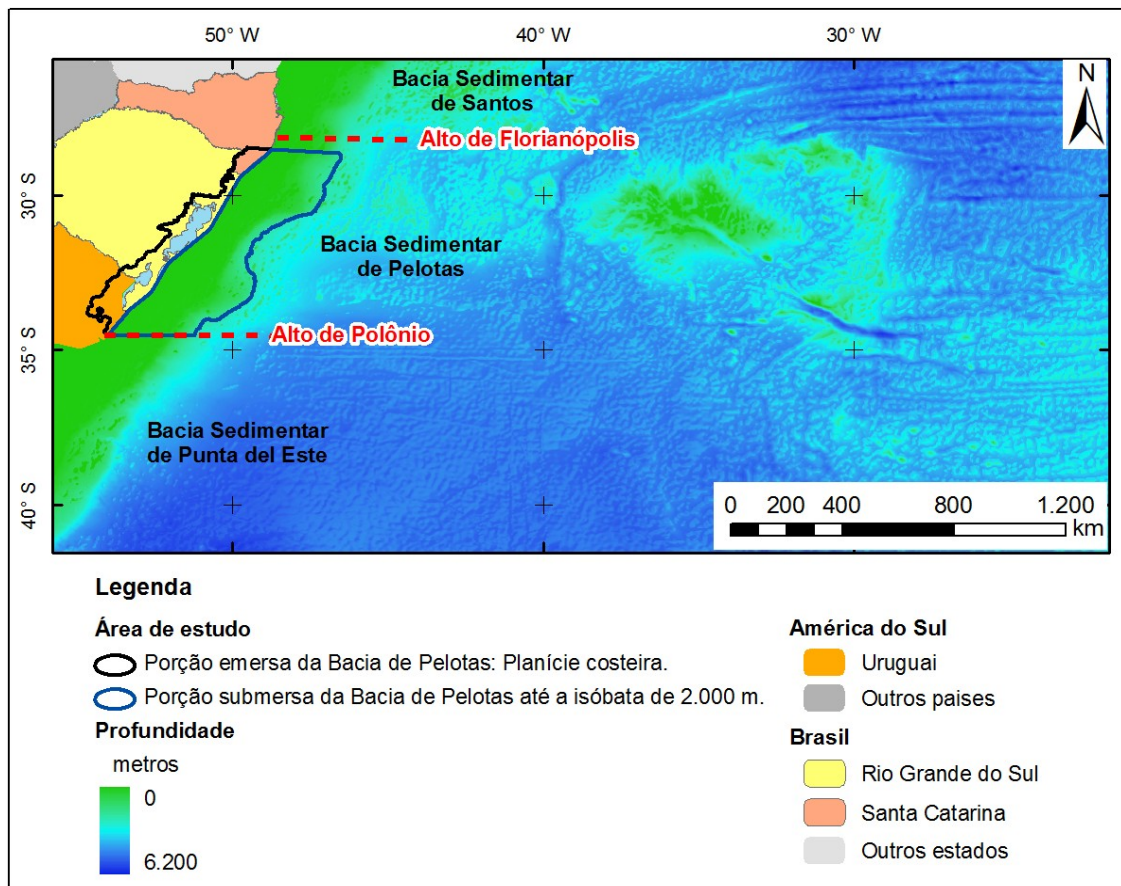 50° W
40° W
30° W
N
Bacia Sedimentar
de Santos
Alto de Florianópolis
30° S
Bacia Sedimentar
de Pelotas
Alto de Polônio
35° S
Bacia Sedimentar
de Punta del Este
40° S
0 200 400 800 1.200
km
Legenda
Área de estudo
Porção emersa da Bacia de Pelotas: Planície costeira.
Porção submersa da Bacia de Pelotas até a isóbata de 2.000 m.
Profundidade
metros
0
6.200
América do Sul
Uruguai
Outros paises
Brasil
Rio Grande do Sul
Santa Catarina
Outros estados